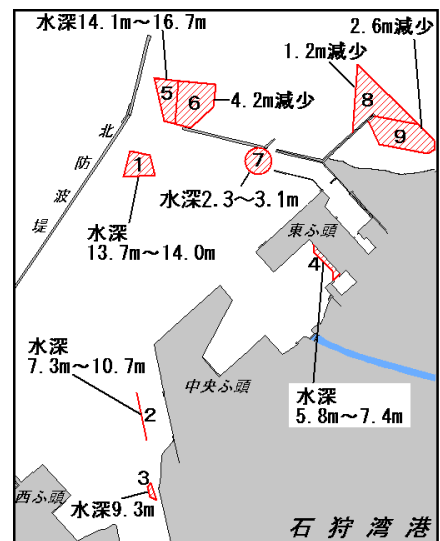 水深14.1m～16.7m
2.6m減少
1.2m減少
5
6
4.2m減少
8
9
北防波堤
1
7
水深2.3～3.1m
水深
13.7m～14.0m
東ふ頭
4
水深
7.3m～10.7m
中央ふ頭
水深
5.8m～7.4m
2
3
西ふ頭
水深9.3m
石狩湾港